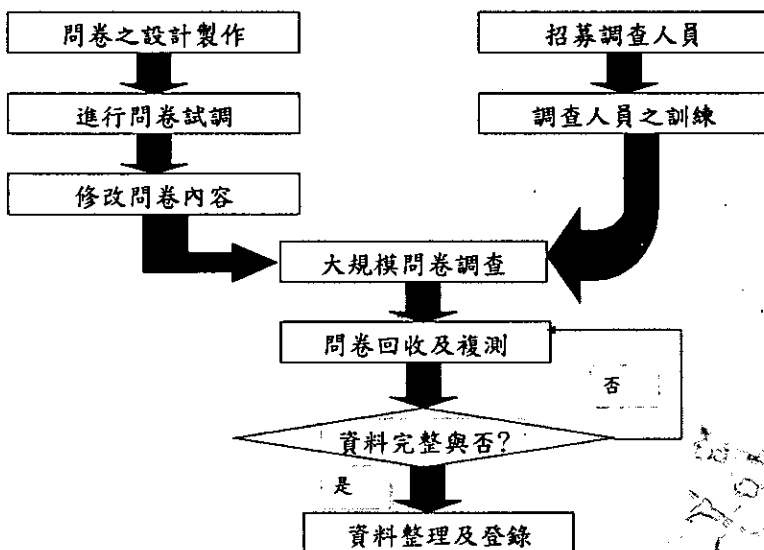 問卷之設計製作
招募調查人員
進行問卷試調
調查人員之訓練
修改問卷內容
大規模問卷調查
問卷回收及複測
否
資料完整與否?
是
資料整理及登錄